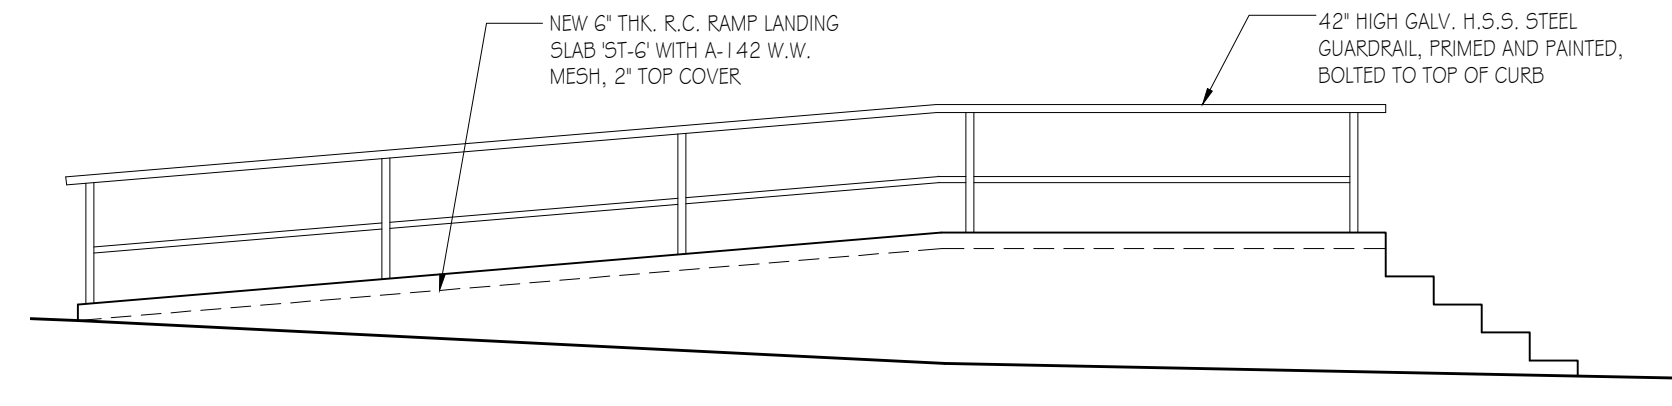 NEW 6" THK. R.C. RAMP LANDING
SLAB 'ST-6' WITH A-142 W.W.
MESH, 2" TOP COVER
42" HIGH GALV. H.S.S. STEEL
GUARDRAIL, PRIMED AND PAINTED,
BOLTED TO TOP OF CURB